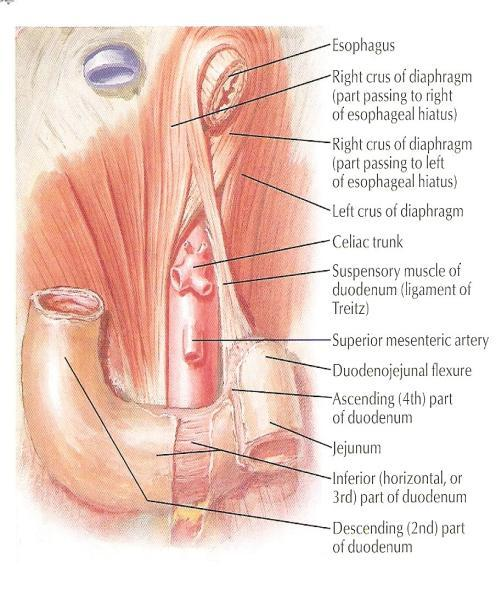 Esophagus
Right crus of diaphragm
(part passing to right
of esophageal hiatus)
Right crus of diaphragm
(part passing to left
of esophageal hiatus)
Left crus of diaphragm
Celiac trunk
Suspensory muscle of
duodenum (ligament of
Treitz)
Superior mesenteric artery
Duodenojejunal flexure
Ascending (4th) part
of duodenum
Jejunum
Inferior (horizontal, or
3rd) part of duodenum
Descending (2nd) part
of duodenum